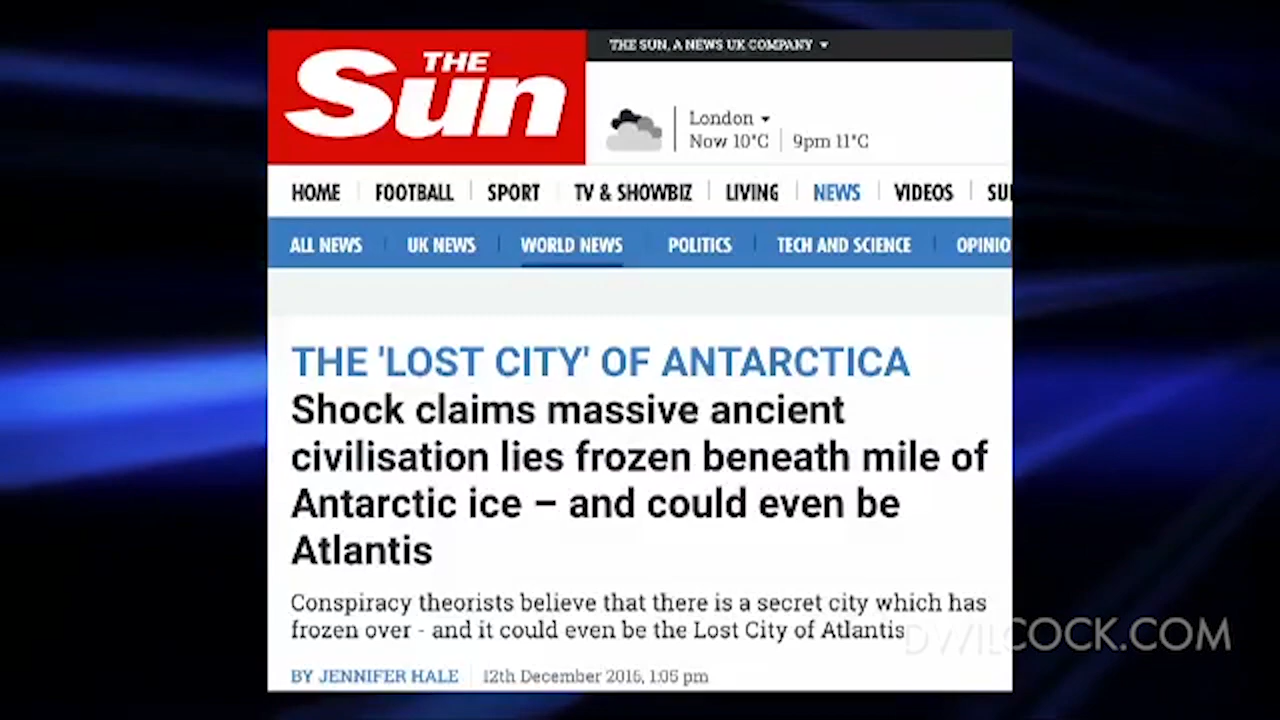 THE
Sun
THE SUN, A NEWS UK COMPANY
London
Now 10°C | 9pm 11°C
HOME | FOOTBALL | SPORT | TV & SHOWBIZ | LIVING | NEWS | VIDEOS | SU
ALL NEWS | UK NEWS | WORLD NEWS | POLITICS | TECH AND SCIENCE | OPINIO
THE 'LOST CITY' OF ANTARCTICA
Shock claims massive ancient
civilisation lies frozen beneath mile of
Antarctic ice – and could even be
Atlantis
Conspiracy theorists believe that there is a secret city which has
frozen over - and it could even be the Lost City of Atlantis
DWILCOCK.COM
BY JENNIFER HALE | 12th December 2016, 1:05 pm